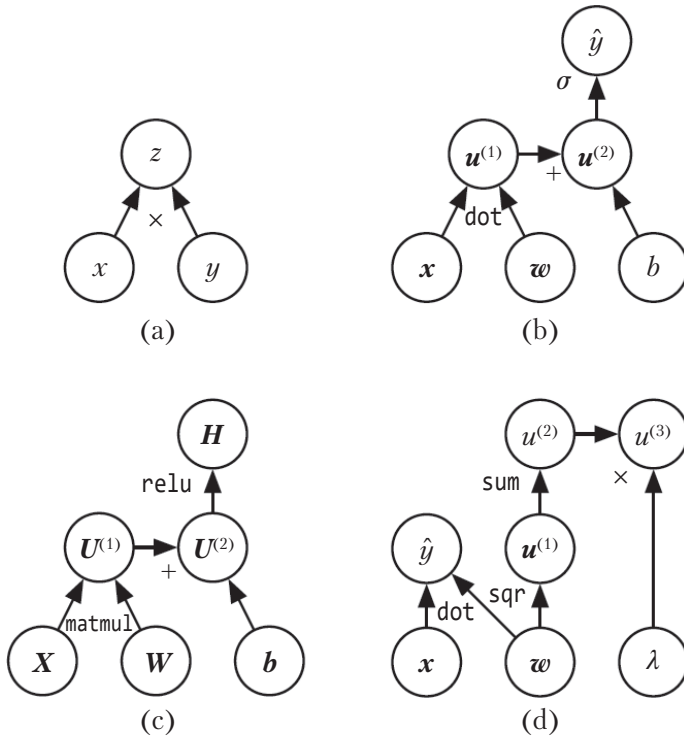 ŷ
σ
z
u⁽¹⁾
u⁽²⁾
+
×
dot
x
y
x
w
b
(a)
(b)
H
u⁽²⁾
u⁽³⁾
relu
sum
×
U⁽¹⁾
U⁽²⁾
ŷ
u⁽¹⁾
+
sqr
matmul
dot
X
W
b
x
w
λ
(c)
(d)